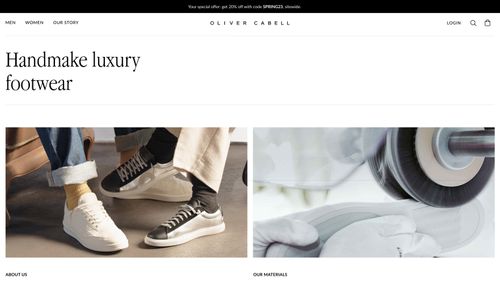 Your special offer: get 20% off with code SPRING23, sitewide.
MEN WOMEN OUR STORY
OLIVER CABELL
LOGIN
Handmake luxury
footwear
ABOUT US
OUR MATERIALS